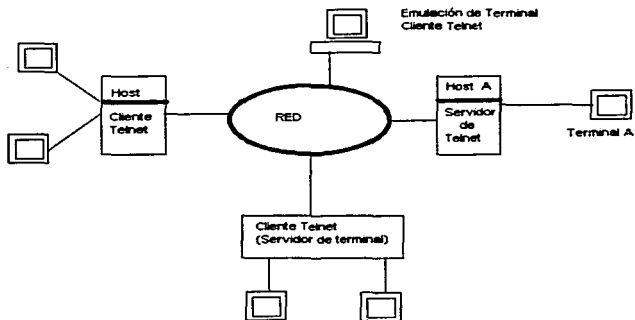 Emulación de Terminal
Cliente Telnet
Host
Cliente
Telnet
RED
Host A
Servidor
de
Telnet
Terminal A
Cliente Telnet
(Servidor de terminal)